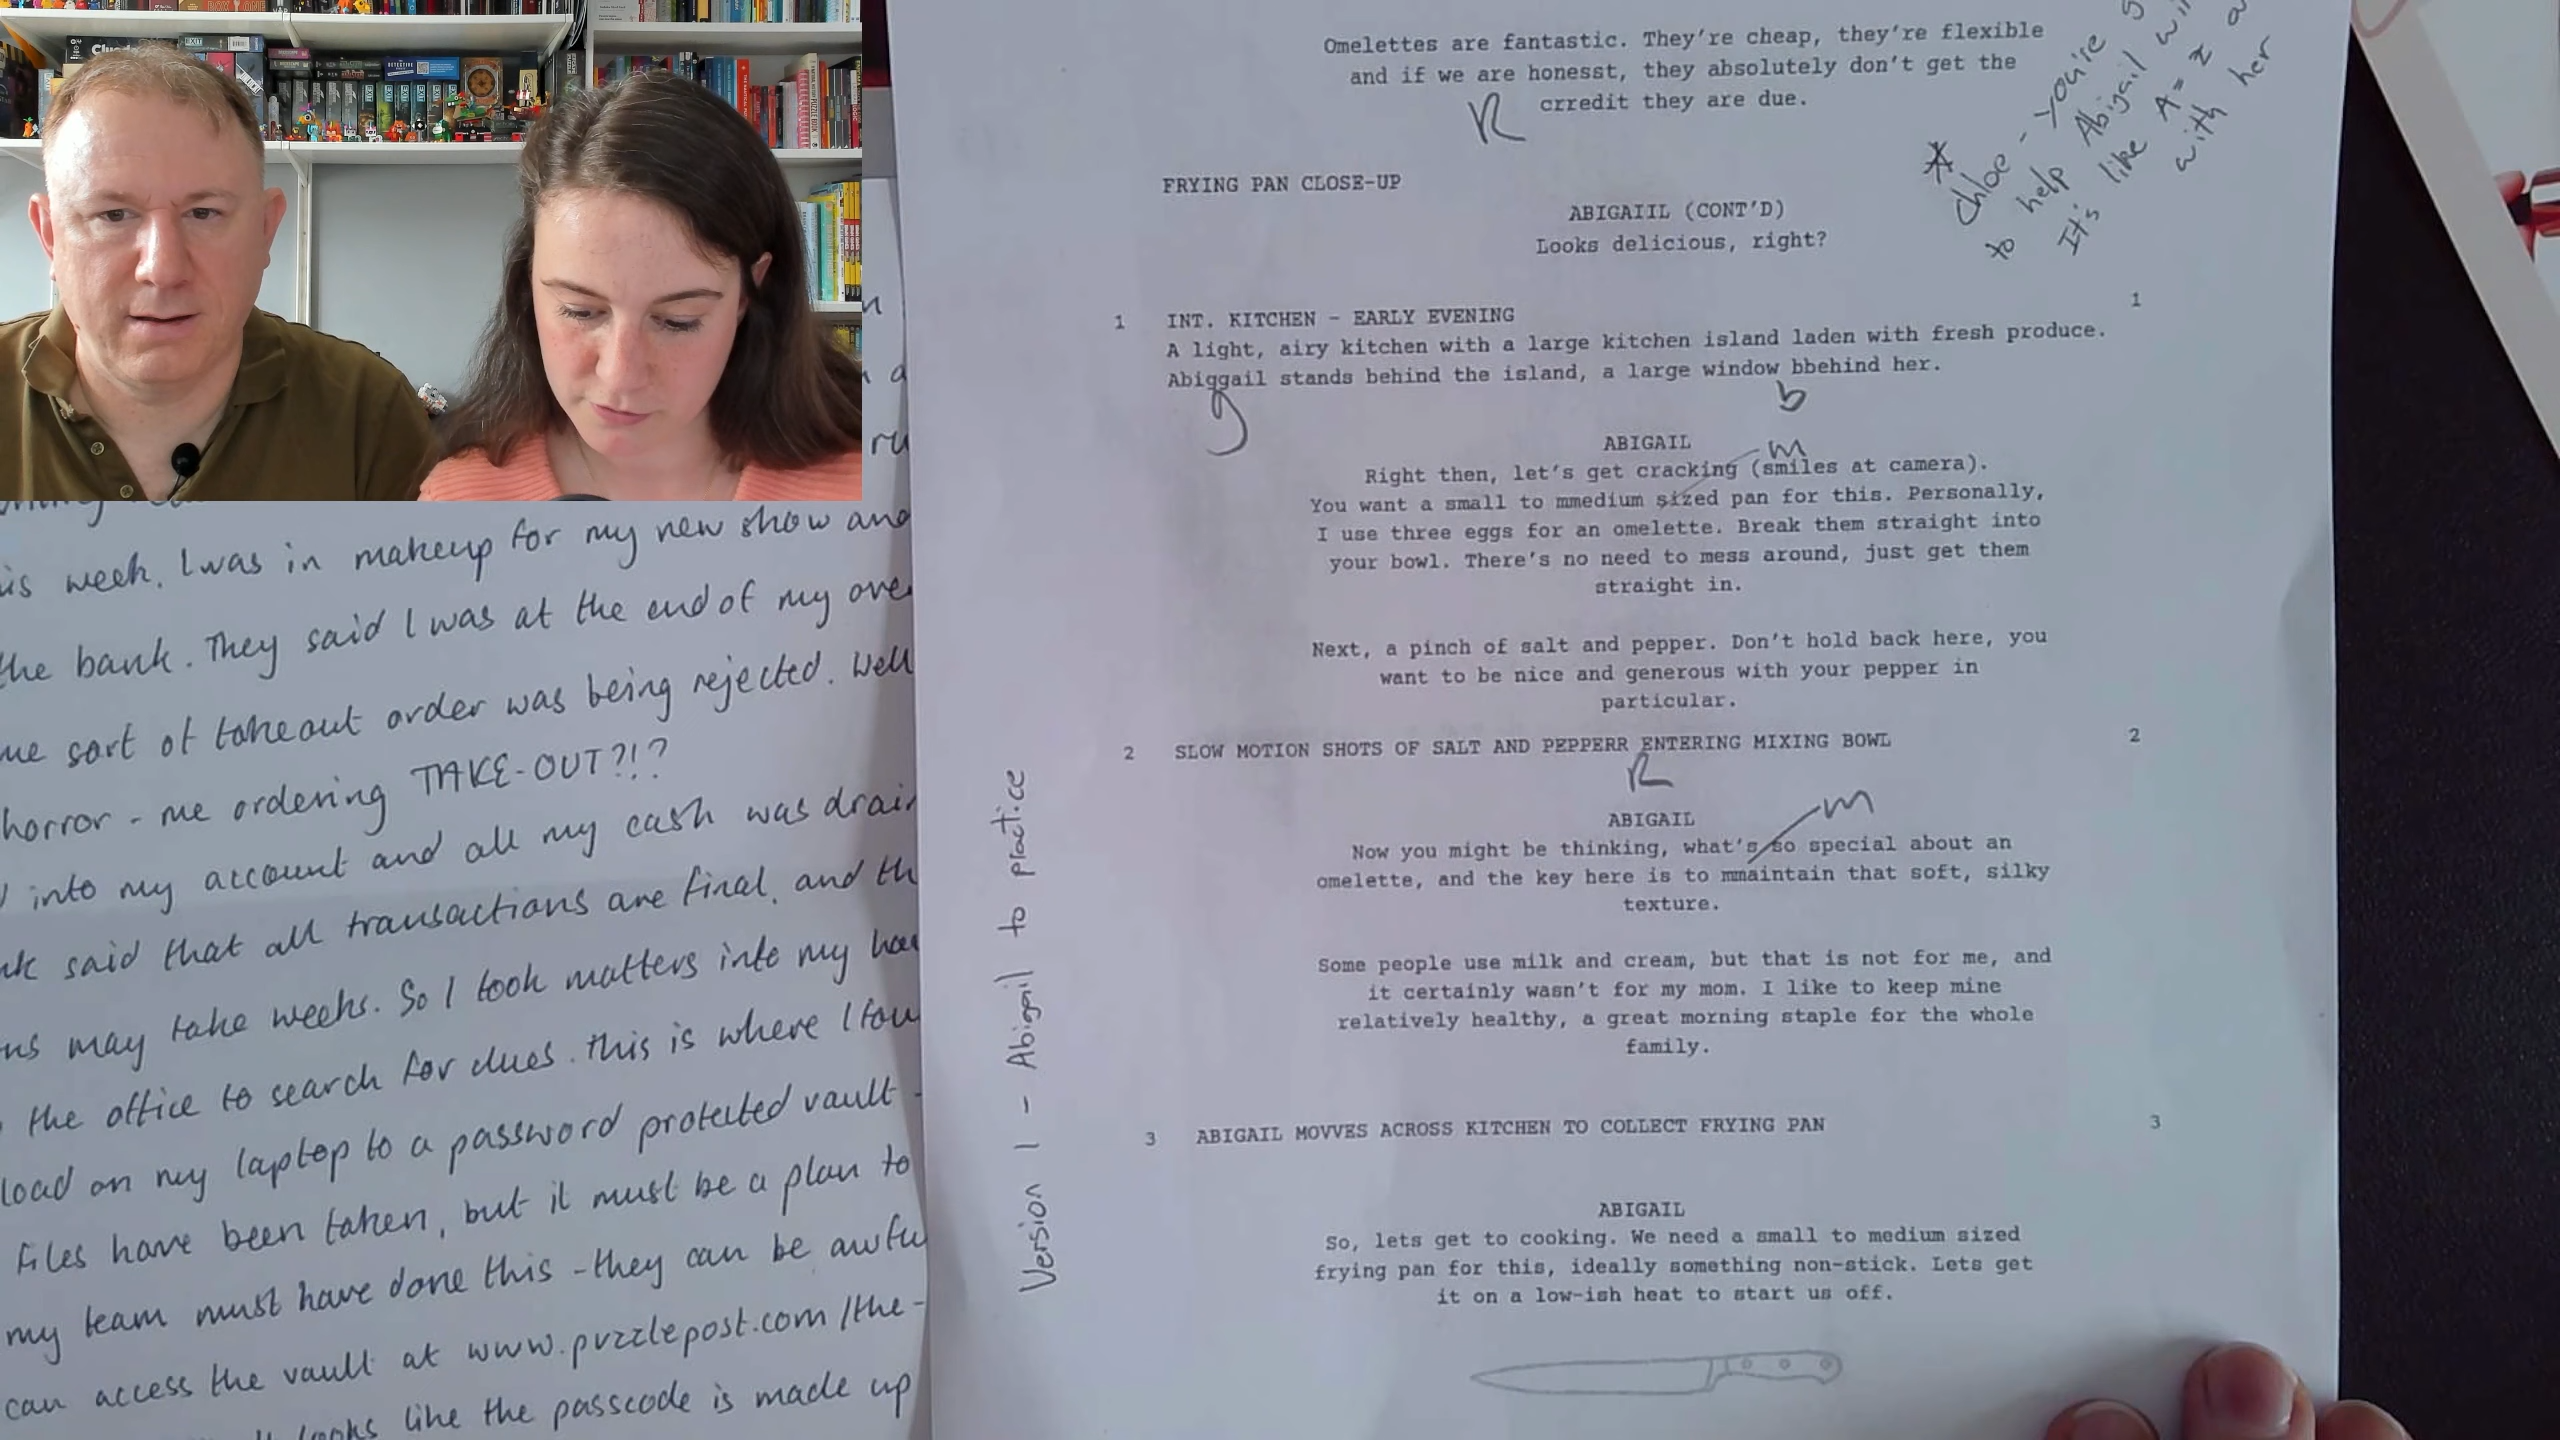 Omelettes are fantastic. They're cheap, they're flexible
and if we are honesst, they absolutely don't get the
crredit they are due.
R
FRYING PAN CLOSE-UP
ABIGAIIL (CONT'D)
Looks delicious, right?
* Chloe - you're
to help Abigail
It's like A = Z
with her
1 INT. KITCHEN - EARLY EVENING 1
A light, airy kitchen with a large kitchen island laden with fresh produce.
Abiggail stands behind the island, a large window bbehind her.
g b
ABIGAIL
m
Right then, let's get cracking (smiles at camera).
You want a small to mmedium sized pan for this. Personally,
I use three eggs for an omelette. Break them straight into
your bowl. There's no need to mess around, just get them
straight in.
Next, a pinch of salt and pepper. Don't hold back here, you
want to be nice and generous with your pepper in
particular.
2 SLOW MOTION SHOTS OF SALT AND PEPPERR ENTERING MIXING BOWL 2
R
m
ABIGAIL
Now you might be thinking, what's so special about an
omelette, and the key here is to mmaintain that soft, silky
texture.
Some people use milk and cream, but that is not for me, and
it certainly wasn't for my mom. I like to keep mine
relatively healthy, a great morning staple for the whole
family.
3 ABIGAIL MOVVES ACROSS KITCHEN TO COLLECT FRYING PAN 3
ABIGAIL
So, lets get to cooking. We need a small to medium sized
frying pan for this, ideally something non-stick. Lets get
it on a low-ish heat to start us off.
Version 1 - Abigail to practice
week. I was in makeup for my new show and
the bank. They said I was at the end of my
sort of takeout order was being rejected. Well
horror - me ordering TAKE-OUT?!?
into my account and all my cash was
said that all transactions are final, and
may take weeks. So I took matters into my
the office to search for clues. this is where I
load on my laptop to a password protected vault -
files have been taken, but it must be a plan to
my team must have done this - they can be
can access the vault at www.puzzlepost.com/the-
looks like the passcode is made up